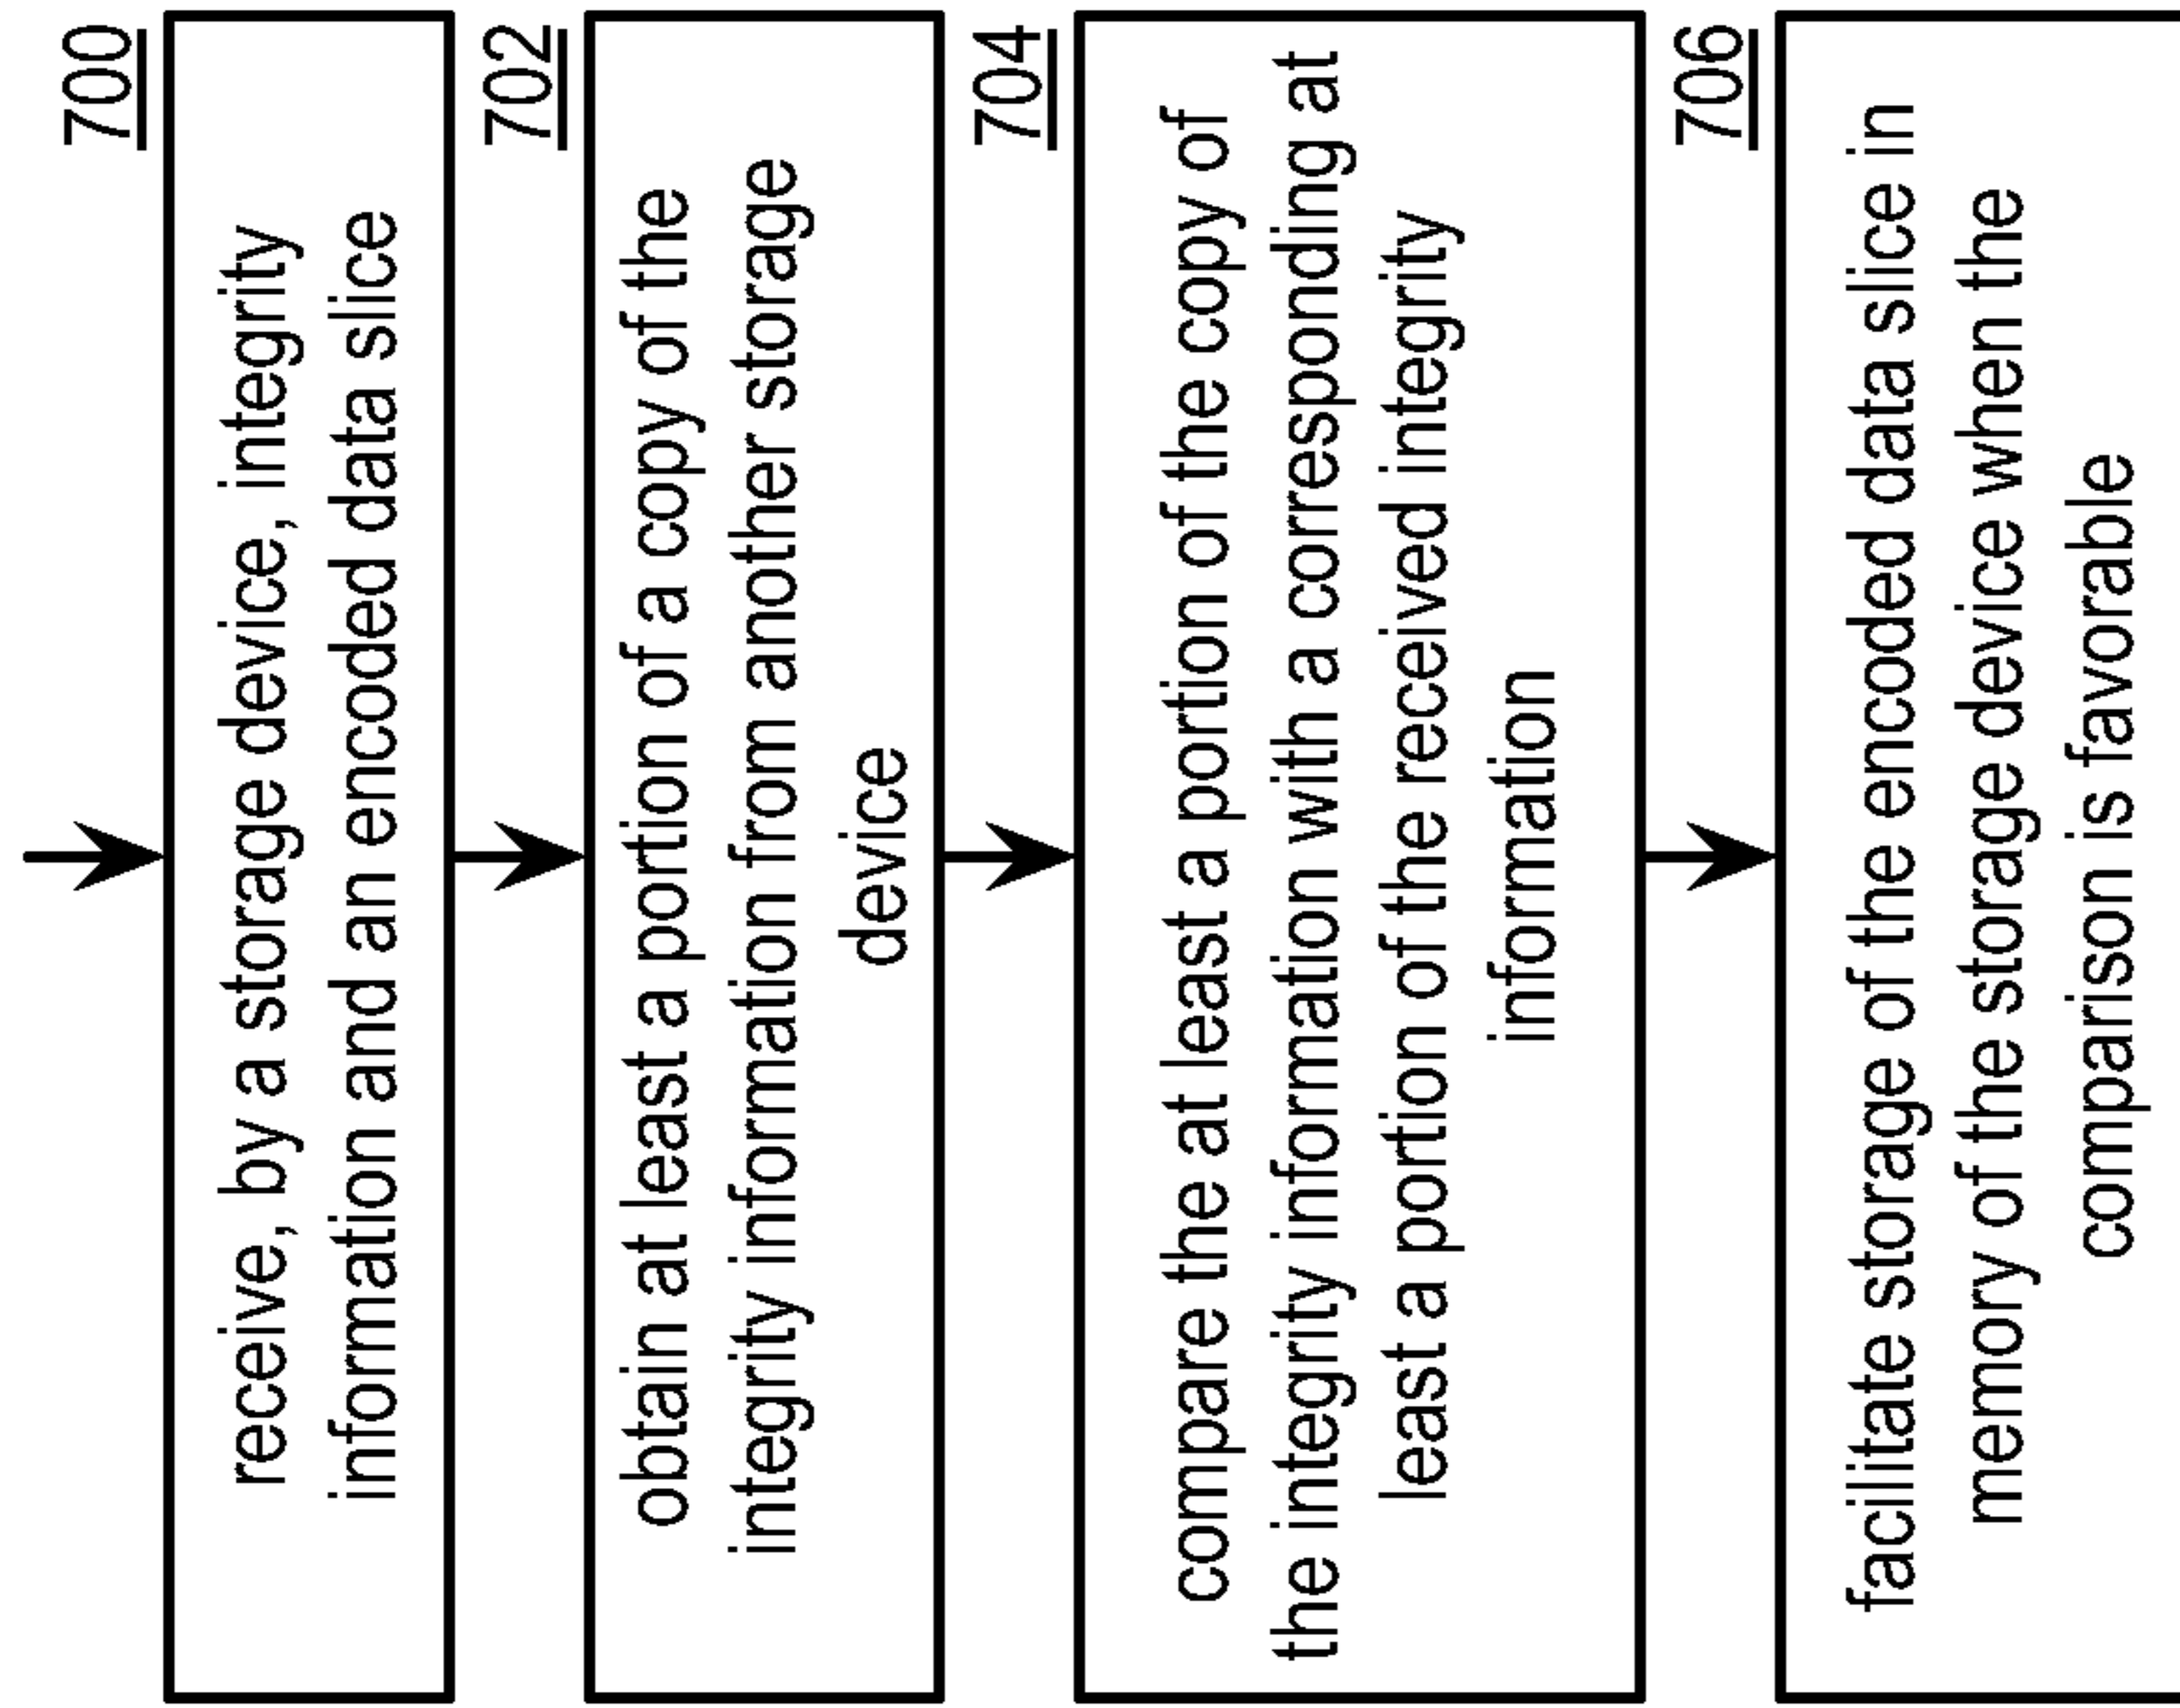 700
receive, by a storage device, integrity
information and an encoded data slice
702
obtain at least a portion of a copy of the
integrity information from another storage
device
704
compare the at least a portion of the copy of
the integrity information with a corresponding at
least a portion of the received integrity
information
706
facilitate storage of the encoded data slice in
memory of the storage device when the
comparison is favorable